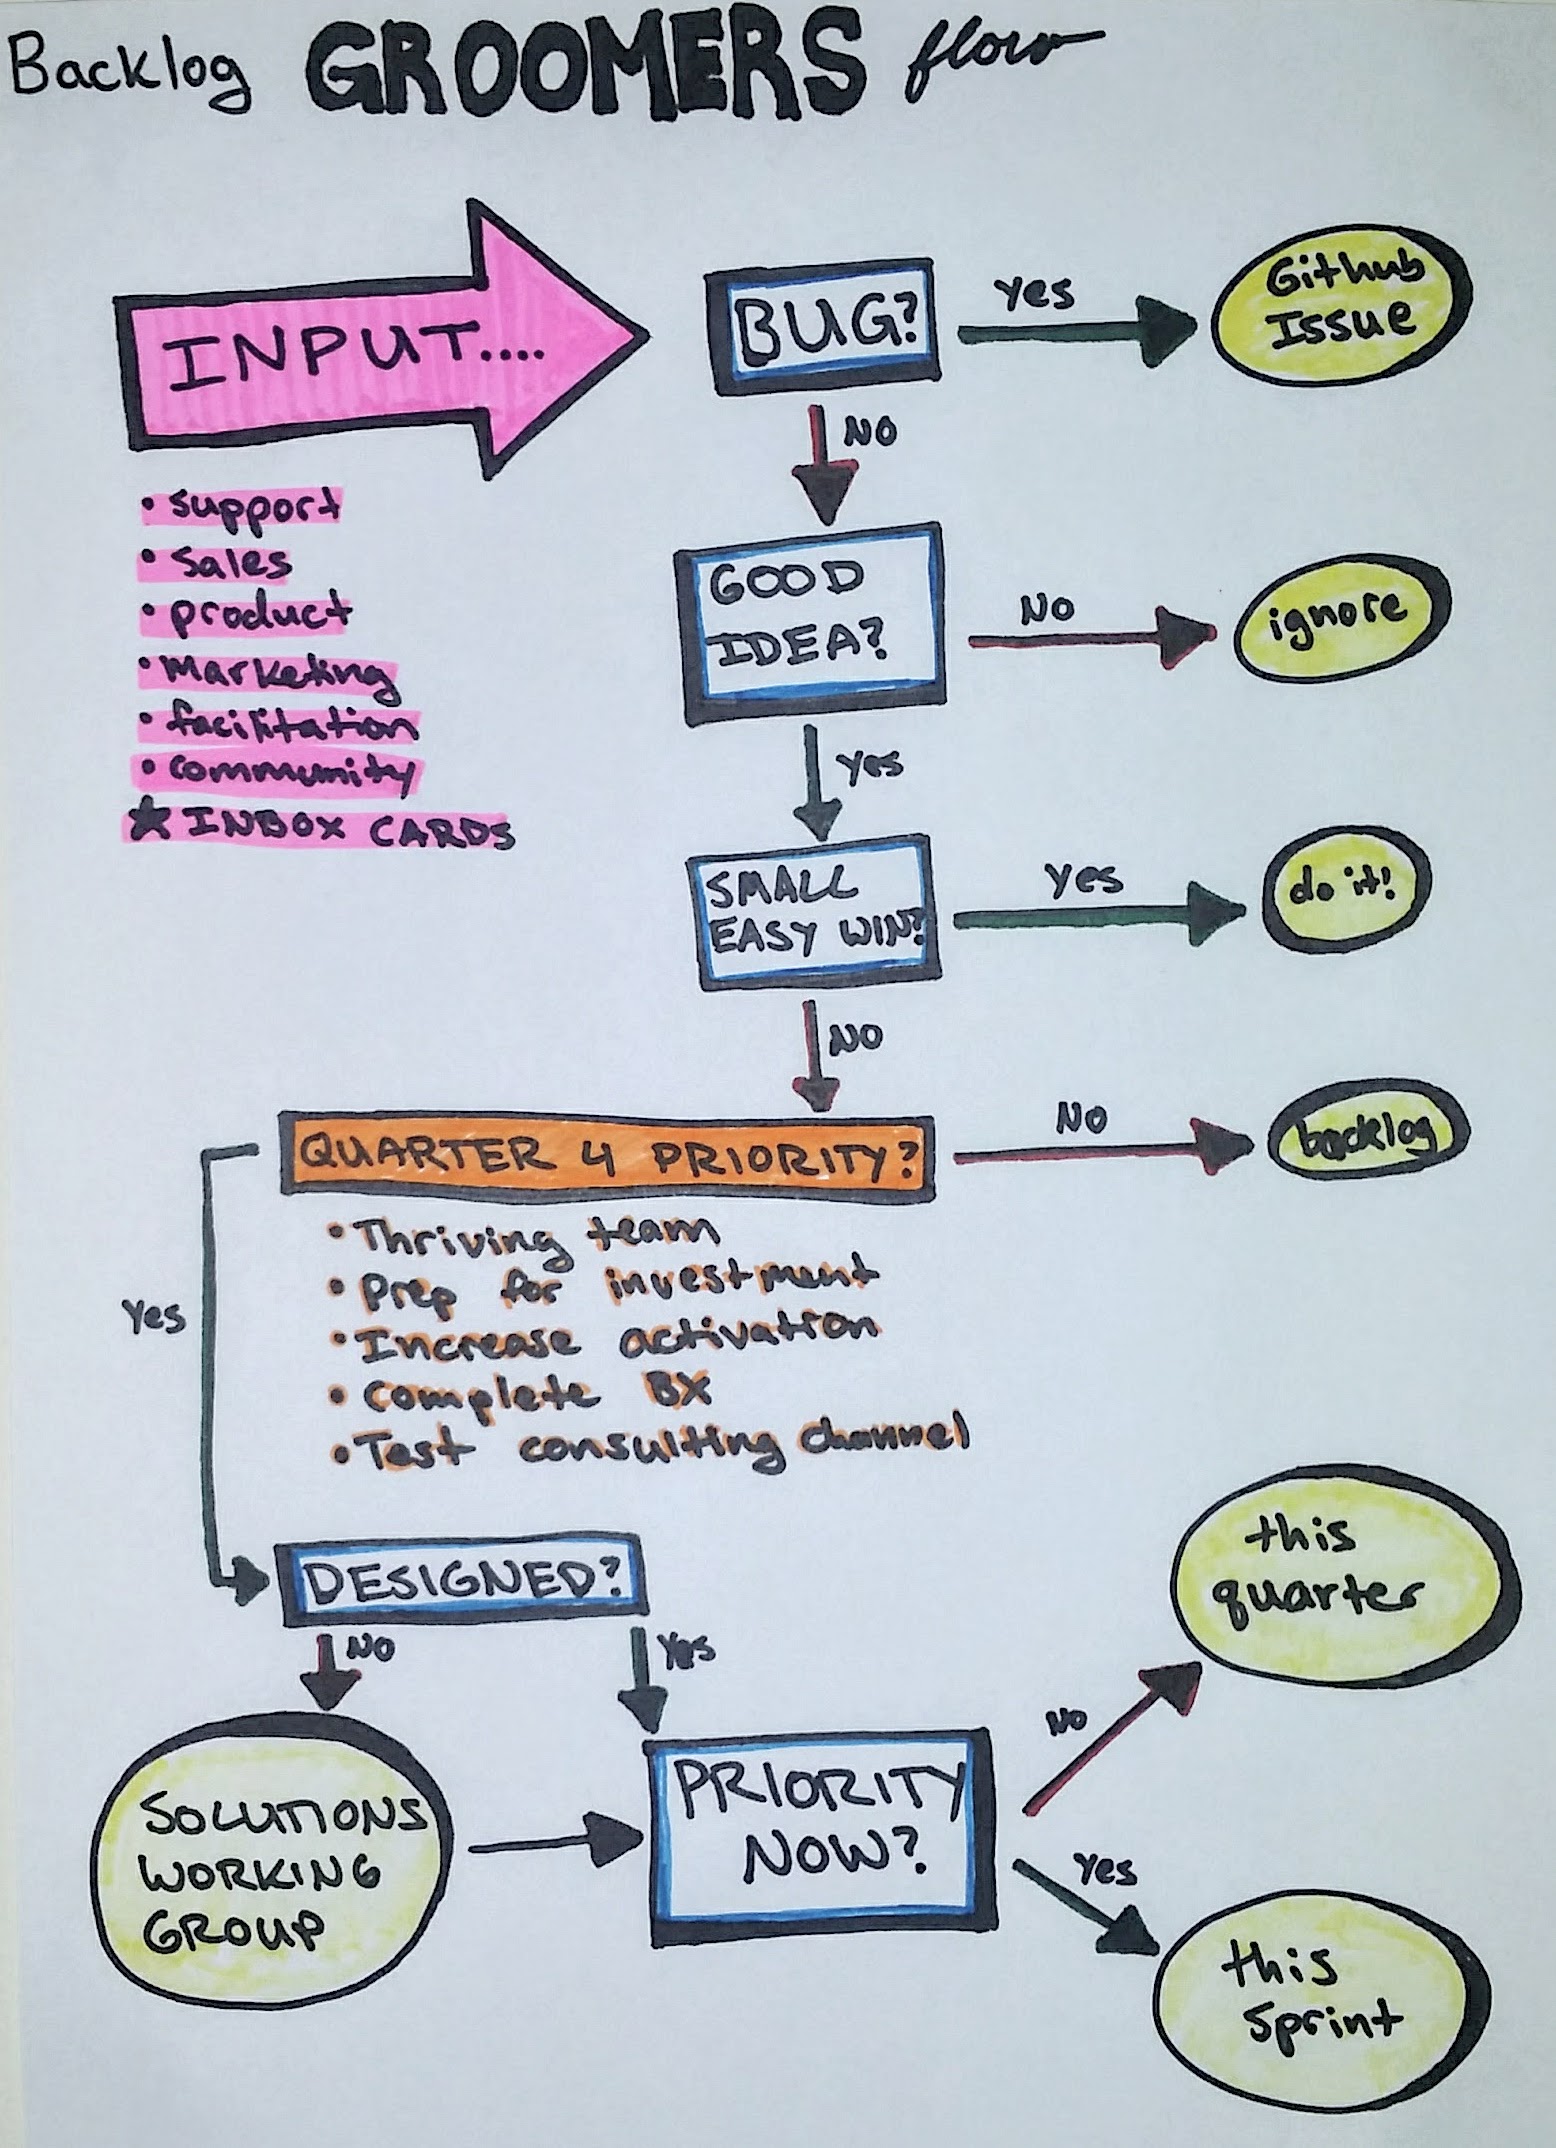 Backlog GROOMERS flow
INPUT....
• support
• sales
• product
• Marketing
• facilitation
• community
★ INBOX CARDS
BUG?
Yes
Github
Issue
NO
GOOD
IDEA?
NO
ignore
Yes
SMALL
EASY WIN?
Yes
do it!
NO
QUARTER 4 PRIORITY?
NO
backlog
• Thriving team
• Prep for investment
• Increase activation
• Complete BX
• Test consulting channel
Yes
DESIGNED?
NO
Yes
SOLUTIONS
WORKING
GROUP
PRIORITY
NOW?
NO
this
quarter
Yes
this
sprint